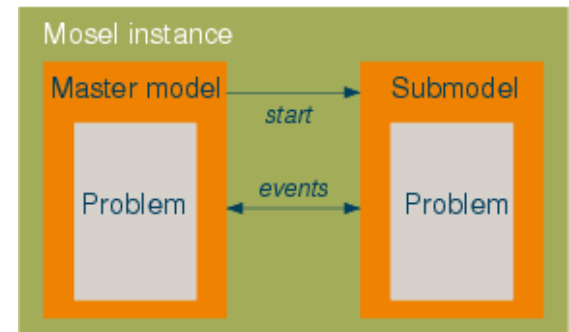 Mosel instance
Master model
start
Submodel
Problem
events
Problem